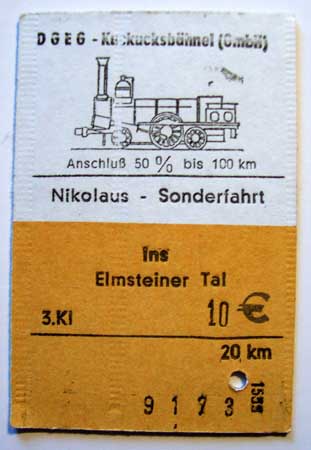 DGEG - Kuckucksbähnel (GmbH)
Anschluß 50 % bis 100 km
Nikolaus - Sonderfahrt
ins
Elmsteiner Tal
3.Kl 10 €
20 km
9173